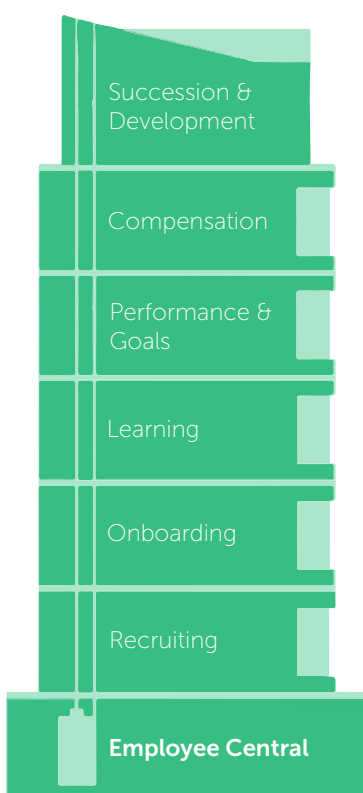 Succession &
Development
Compensation
Performance &
Goals
Learning
Onboarding
Recruiting
Employee Central